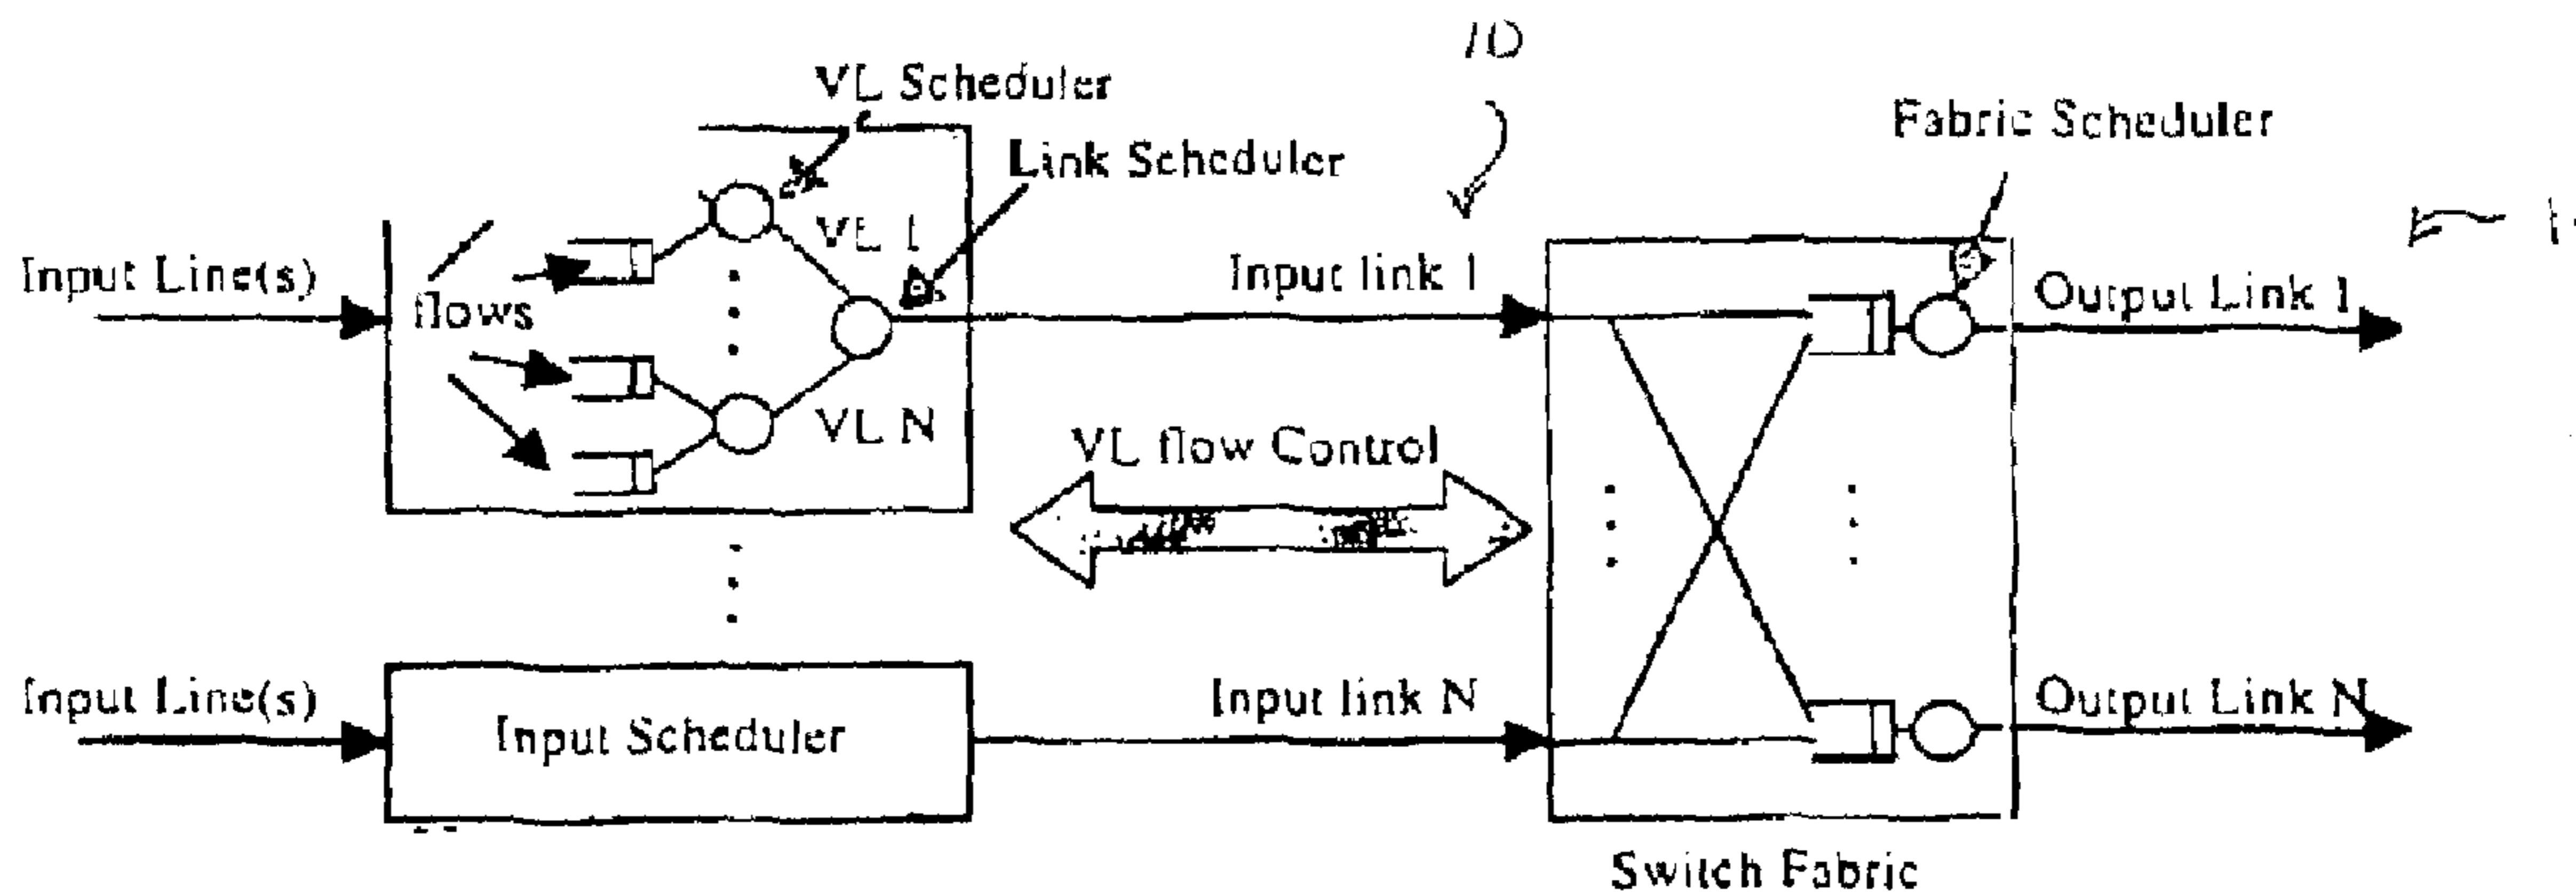 10
VL Scheduler
Fabric Scheduler
Link Scheduler
VL 1
Input Line(s)
flows
Input link 1
Output Link 1
VL N
VL flow Control
Input Line(s)
Input Scheduler
Input link N
Output Link N
Switch Fabric